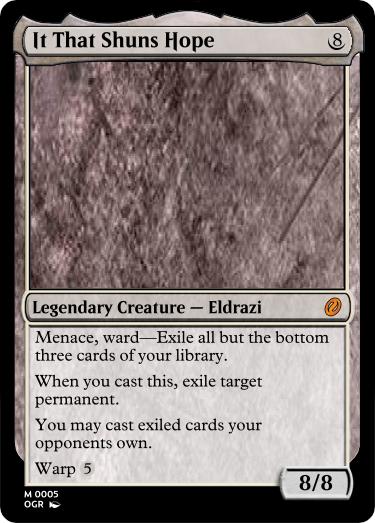 It That Shuns Hope 8
Legendary Creature — Eldrazi
Menace, ward—Exile all but the bottom
three cards of your library.
When you cast this, exile target
permanent.
You may cast exiled cards your
opponents own.
Warp 5
8/8
M 0005
OGR